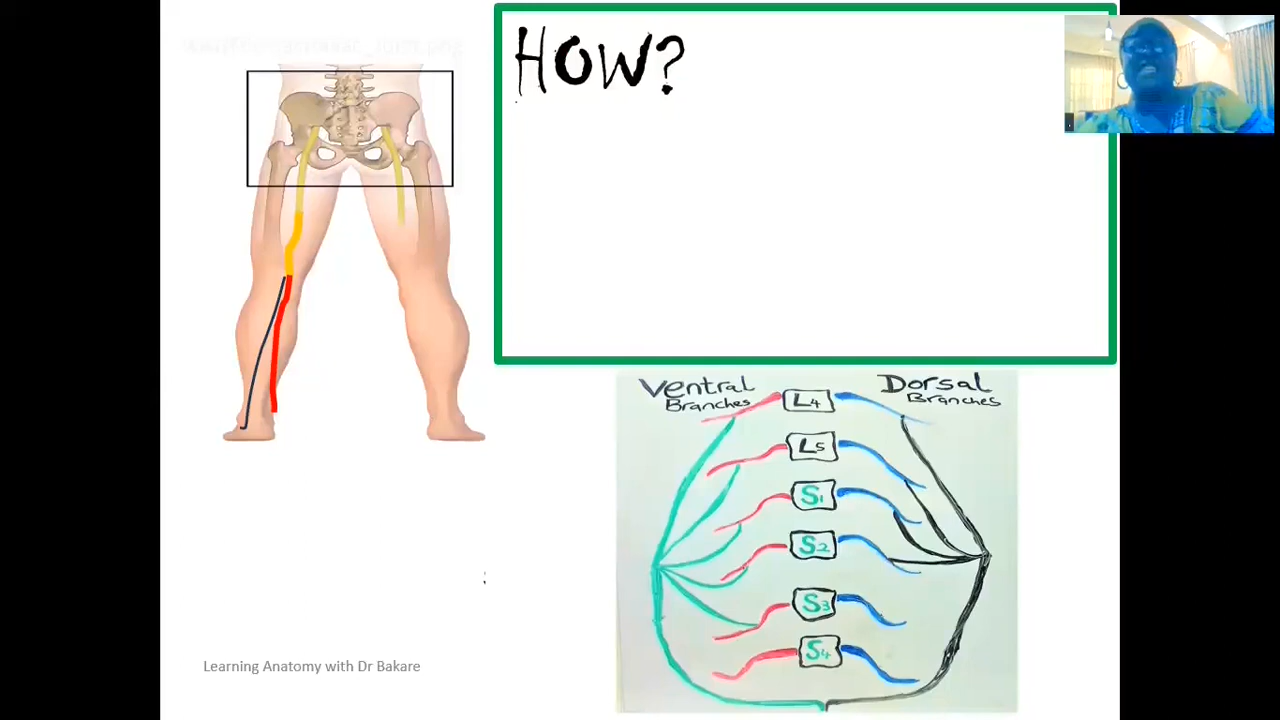 HOW?
Ventral
Branches
Dorsal
Branches
L4
L5
S1
S2
S3
S4
Learning Anatomy with Dr Bakare